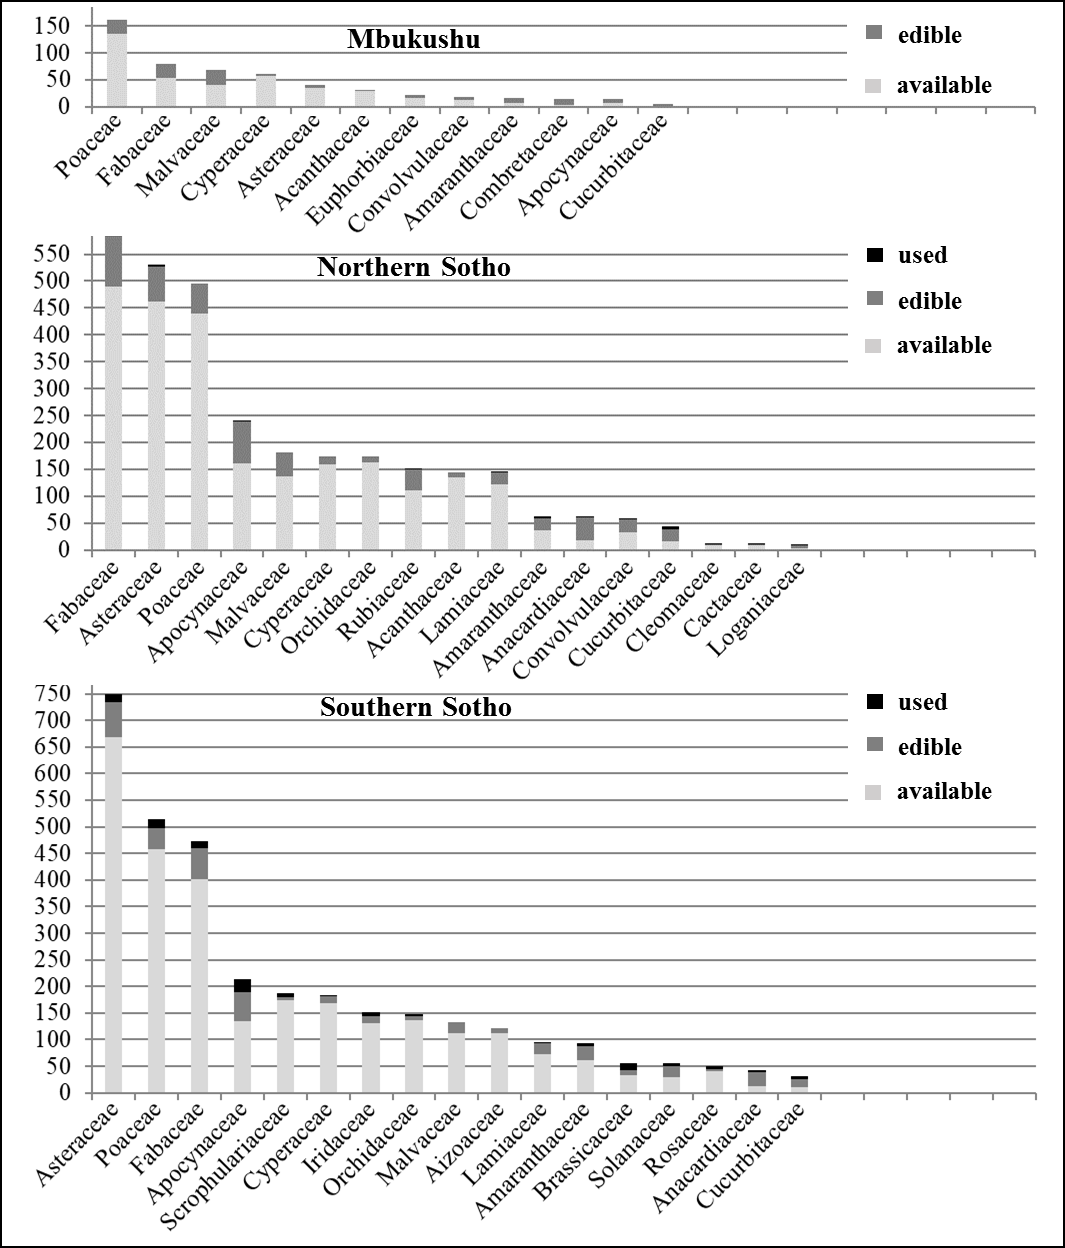 Mbukushu
150
100
50
0
edible
available
Poaceae
Fabaceae
Malvaceae
Cyperaceae
Asteraceae
Acanthaceae
Euphorbiaceae
Convolvulaceae
Amaranthaceae
Combretaceae
Apocynaceae
Cucurbitaceae
Northern Sotho
550
500
450
400
350
300
250
200
150
100
50
0
used
edible
available
Fabaceae
Asteraceae
Poaceae
Apocynaceae
Malvaceae
Cyperaceae
Orchidaceae
Rubiaceae
Acanthaceae
Lamiaceae
Amaranthaceae
Anacardiaceae
Convolvulaceae
Cucurbitaceae
Cleomaceae
Cactaceae
Loganiaceae
Southern Sotho
750
700
650
600
550
500
450
400
350
300
250
200
150
100
50
0
used
edible
available
Asteraceae
Poaceae
Fabaceae
Apocynaceae
Scrophulariaceae
Cyperaceae
Iridaceae
Orchidaceae
Malvaceae
Aizoaceae
Lamiaceae
Amaranthaceae
Brassicaceae
Solanaceae
Rosaceae
Anacardiaceae
Cucurbitaceae